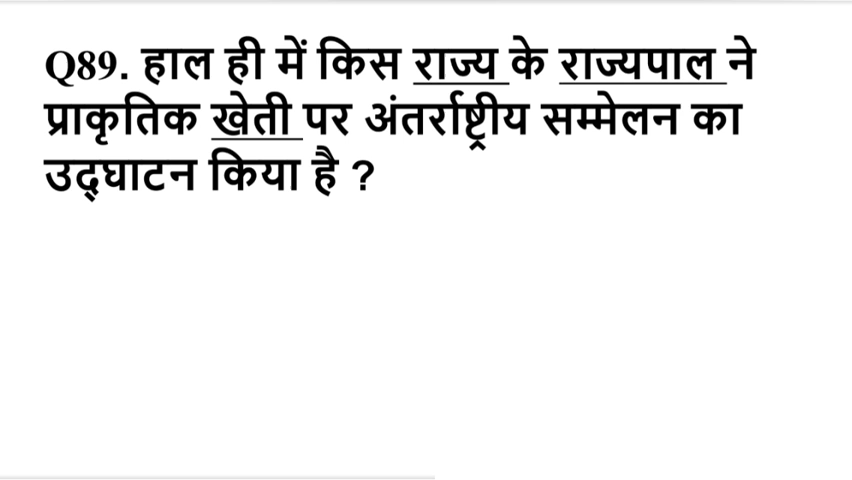 Q89. हाल ही में किस राज्य के राज्यपाल ने
प्राकृतिक खेती पर अंतर्राष्ट्रीय सम्मेलन का
उद्घाटन किया है ?